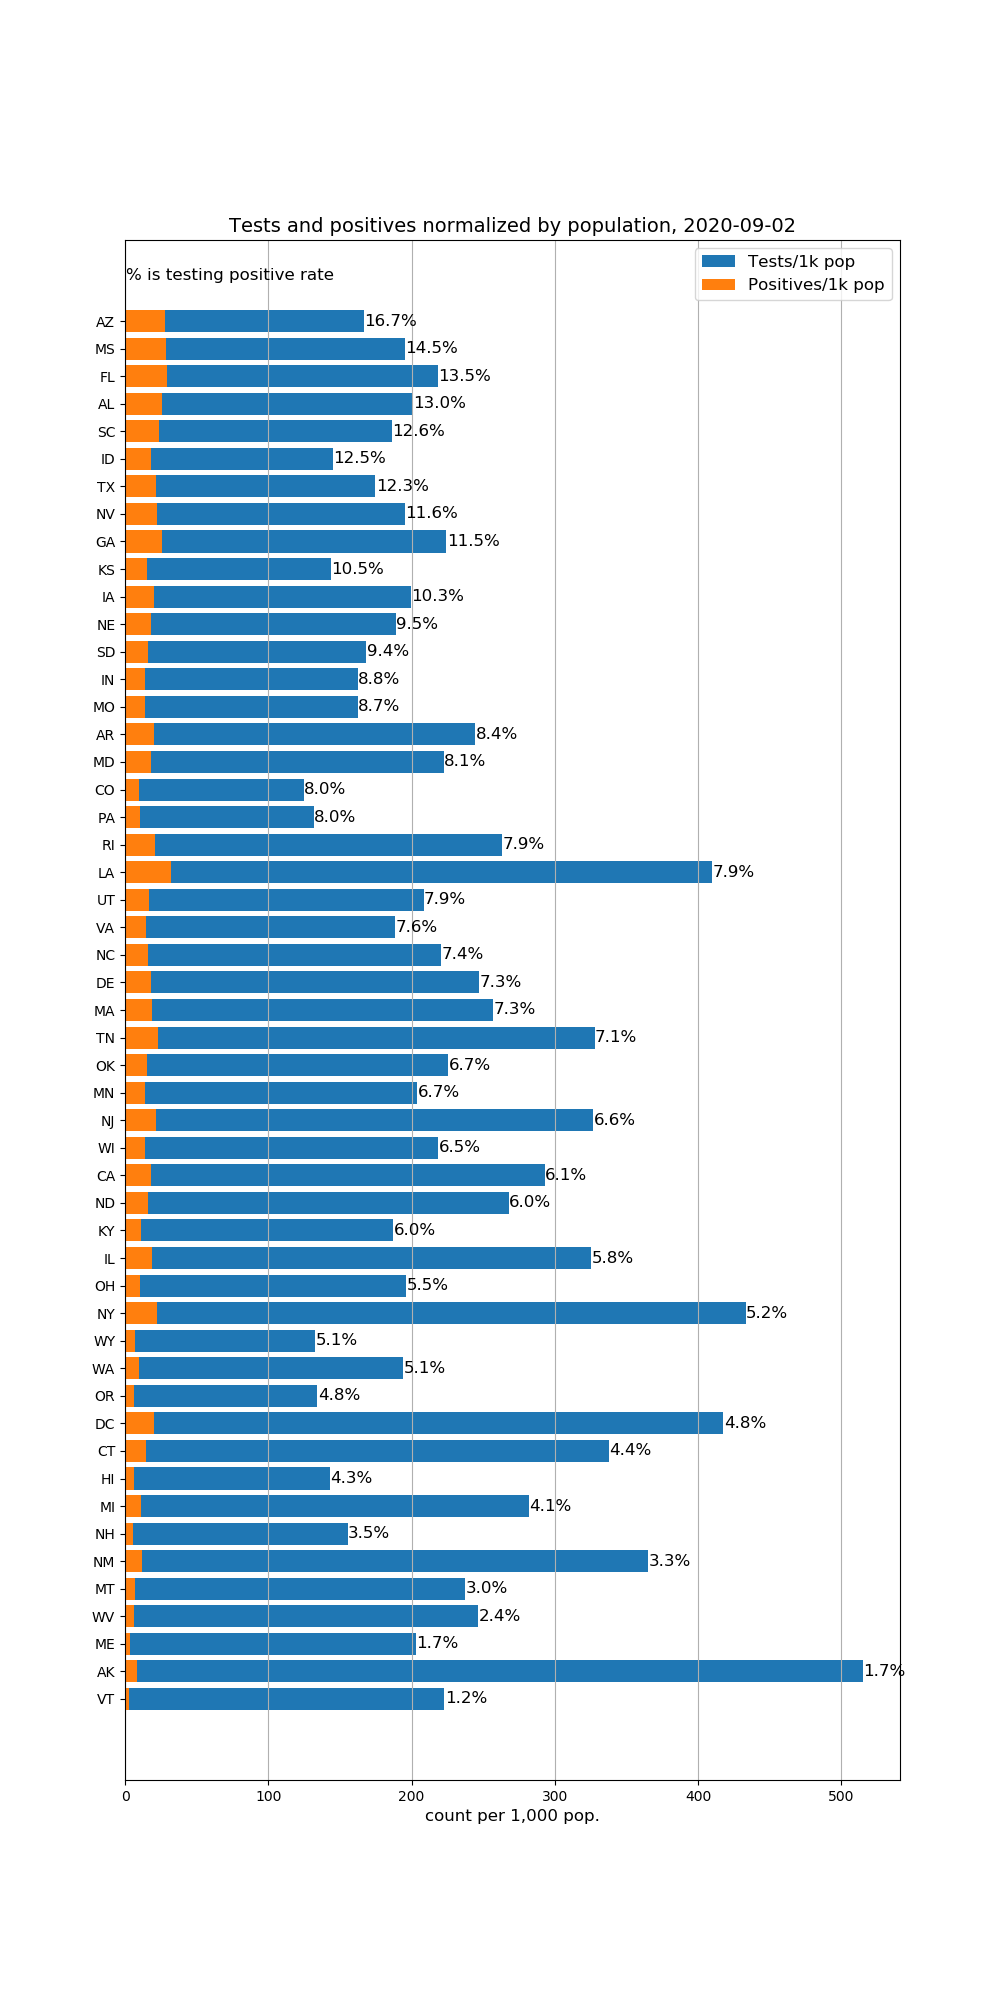 Tests and positives normalized by population, 2020-09-02
% is testing positive rate
Tests/1k pop
Positives/1k pop
AZ 16.7%
MS 14.5%
FL 13.5%
AL 13.0%
SC 12.6%
ID 12.5%
TX 12.3%
NV 11.6%
GA 11.5%
KS 10.5%
IA 10.3%
NE 9.5%
SD 9.4%
IN 8.8%
MO 8.7%
AR 8.4%
MD 8.1%
CO 8.0%
PA 8.0%
RI 7.9%
LA 7.9%
UT 7.9%
VA 7.6%
NC 7.4%
DE 7.3%
MA 7.3%
TN 7.1%
OK 6.7%
MN 6.7%
NJ 6.6%
WI 6.5%
CA 6.1%
ND 6.0%
KY 6.0%
IL 5.8%
OH 5.5%
NY 5.2%
WY 5.1%
WA 5.1%
OR 4.8%
DC 4.8%
CT 4.4%
HI 4.3%
MI 4.1%
NH 3.5%
NM 3.3%
MT 3.0%
WV 2.4%
ME 1.7%
AK 1.7%
VT 1.2%
0 100 200 300 400 500
count per 1,000 pop.